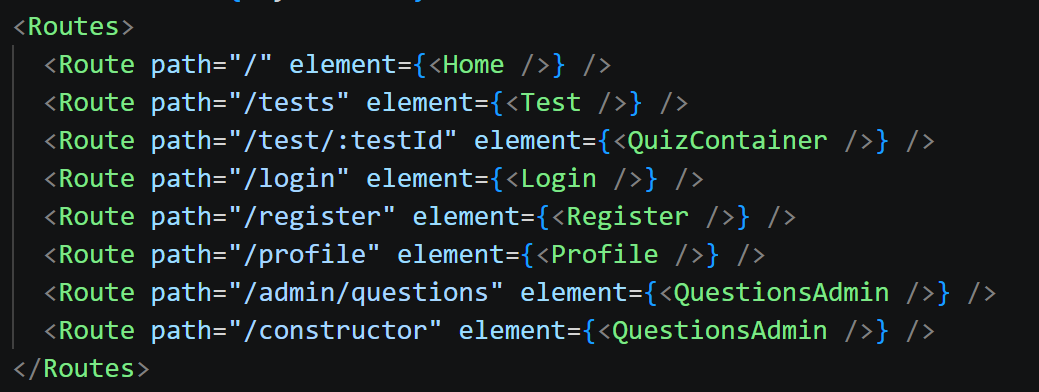 <Routes>
<Route path="/" element={<Home />} />
<Route path="/tests" element={<Test />} />
<Route path="/test/:testId" element={<QuizContainer />} />
<Route path="/login" element={<Login />} />
<Route path="/register" element={<Register />} />
<Route path="/profile" element={<Profile />} />
<Route path="/admin/questions" element={<QuestionsAdmin />} />
<Route path="/constructor" element={<QuestionsAdmin />} />
</Routes>